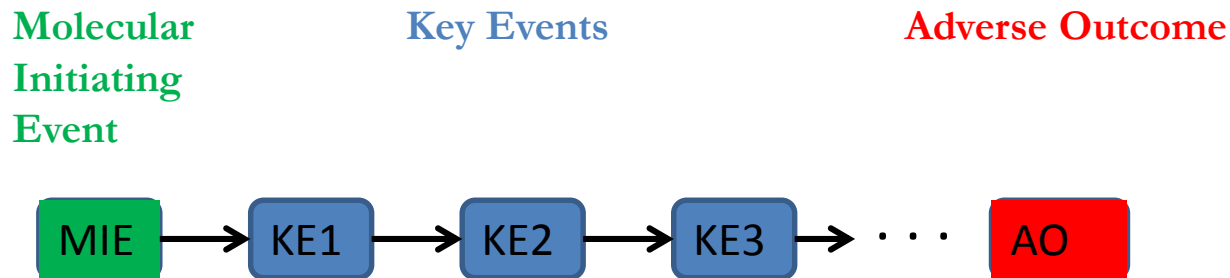 Molecular
Initiating
Event
Key Events
Adverse Outcome
MIE
KE1
KE2
KE3
. . .
AO